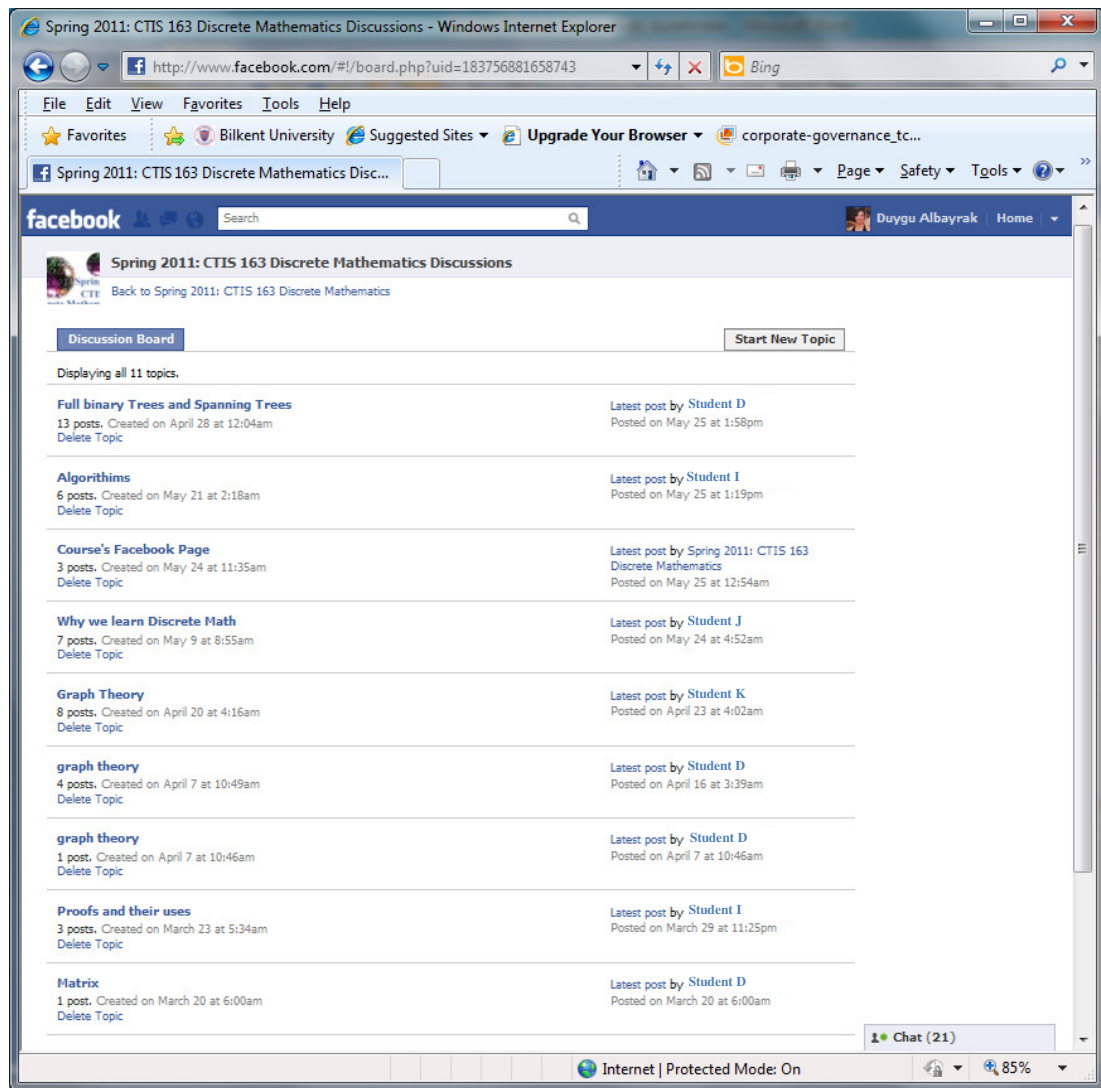 Spring 2011: CTIS 163 Discrete Mathematics Discussions - Windows Internet Explorer
http://www.facebook.com/#!/board.php?uid=183756881658743
Bing
File Edit View Favorites Tools Help
Favorites Bilkent University Suggested Sites Upgrade Your Browser corporate-governance_tc...
Spring 2011: CTIS 163 Discrete Mathematics Disc... Page Safety Tools
facebook Search Duygu Albayrak Home
Spring 2011: CTIS 163 Discrete Mathematics Discussions
Back to Spring 2011: CTIS 163 Discrete Mathematics
Discussion Board Start New Topic
Displaying all 11 topics.
Full binary Trees and Spanning Trees Latest post by Student D
13 posts. Created on April 28 at 12:04am Posted on May 25 at 1:58pm
Delete Topic
Algorithims Latest post by Student I
6 posts. Created on May 21 at 2:18am Posted on May 25 at 1:19pm
Delete Topic
Course's Facebook Page Latest post by Spring 2011: CTIS 163
3 posts. Created on May 24 at 11:35am Discrete Mathematics
Delete Topic Posted on May 25 at 12:54am
Why we learn Discrete Math Latest post by Student J
7 posts. Created on May 9 at 8:55am Posted on May 24 at 4:52am
Delete Topic
Graph Theory Latest post by Student K
8 posts. Created on April 20 at 4:16am Posted on April 23 at 4:02am
Delete Topic
graph theory Latest post by Student D
4 posts. Created on April 7 at 10:49am Posted on April 16 at 3:39am
Delete Topic
graph theory Latest post by Student D
1 post. Created on April 7 at 10:46am Posted on April 7 at 10:46am
Delete Topic
Proofs and their uses Latest post by Student I
3 posts. Created on March 23 at 5:34am Posted on March 29 at 11:25pm
Delete Topic
Matrix Latest post by Student D
1 post. Created on March 20 at 6:00am Posted on March 20 at 6:00am
Delete Topic
Chat (21)
Internet | Protected Mode: On 85%